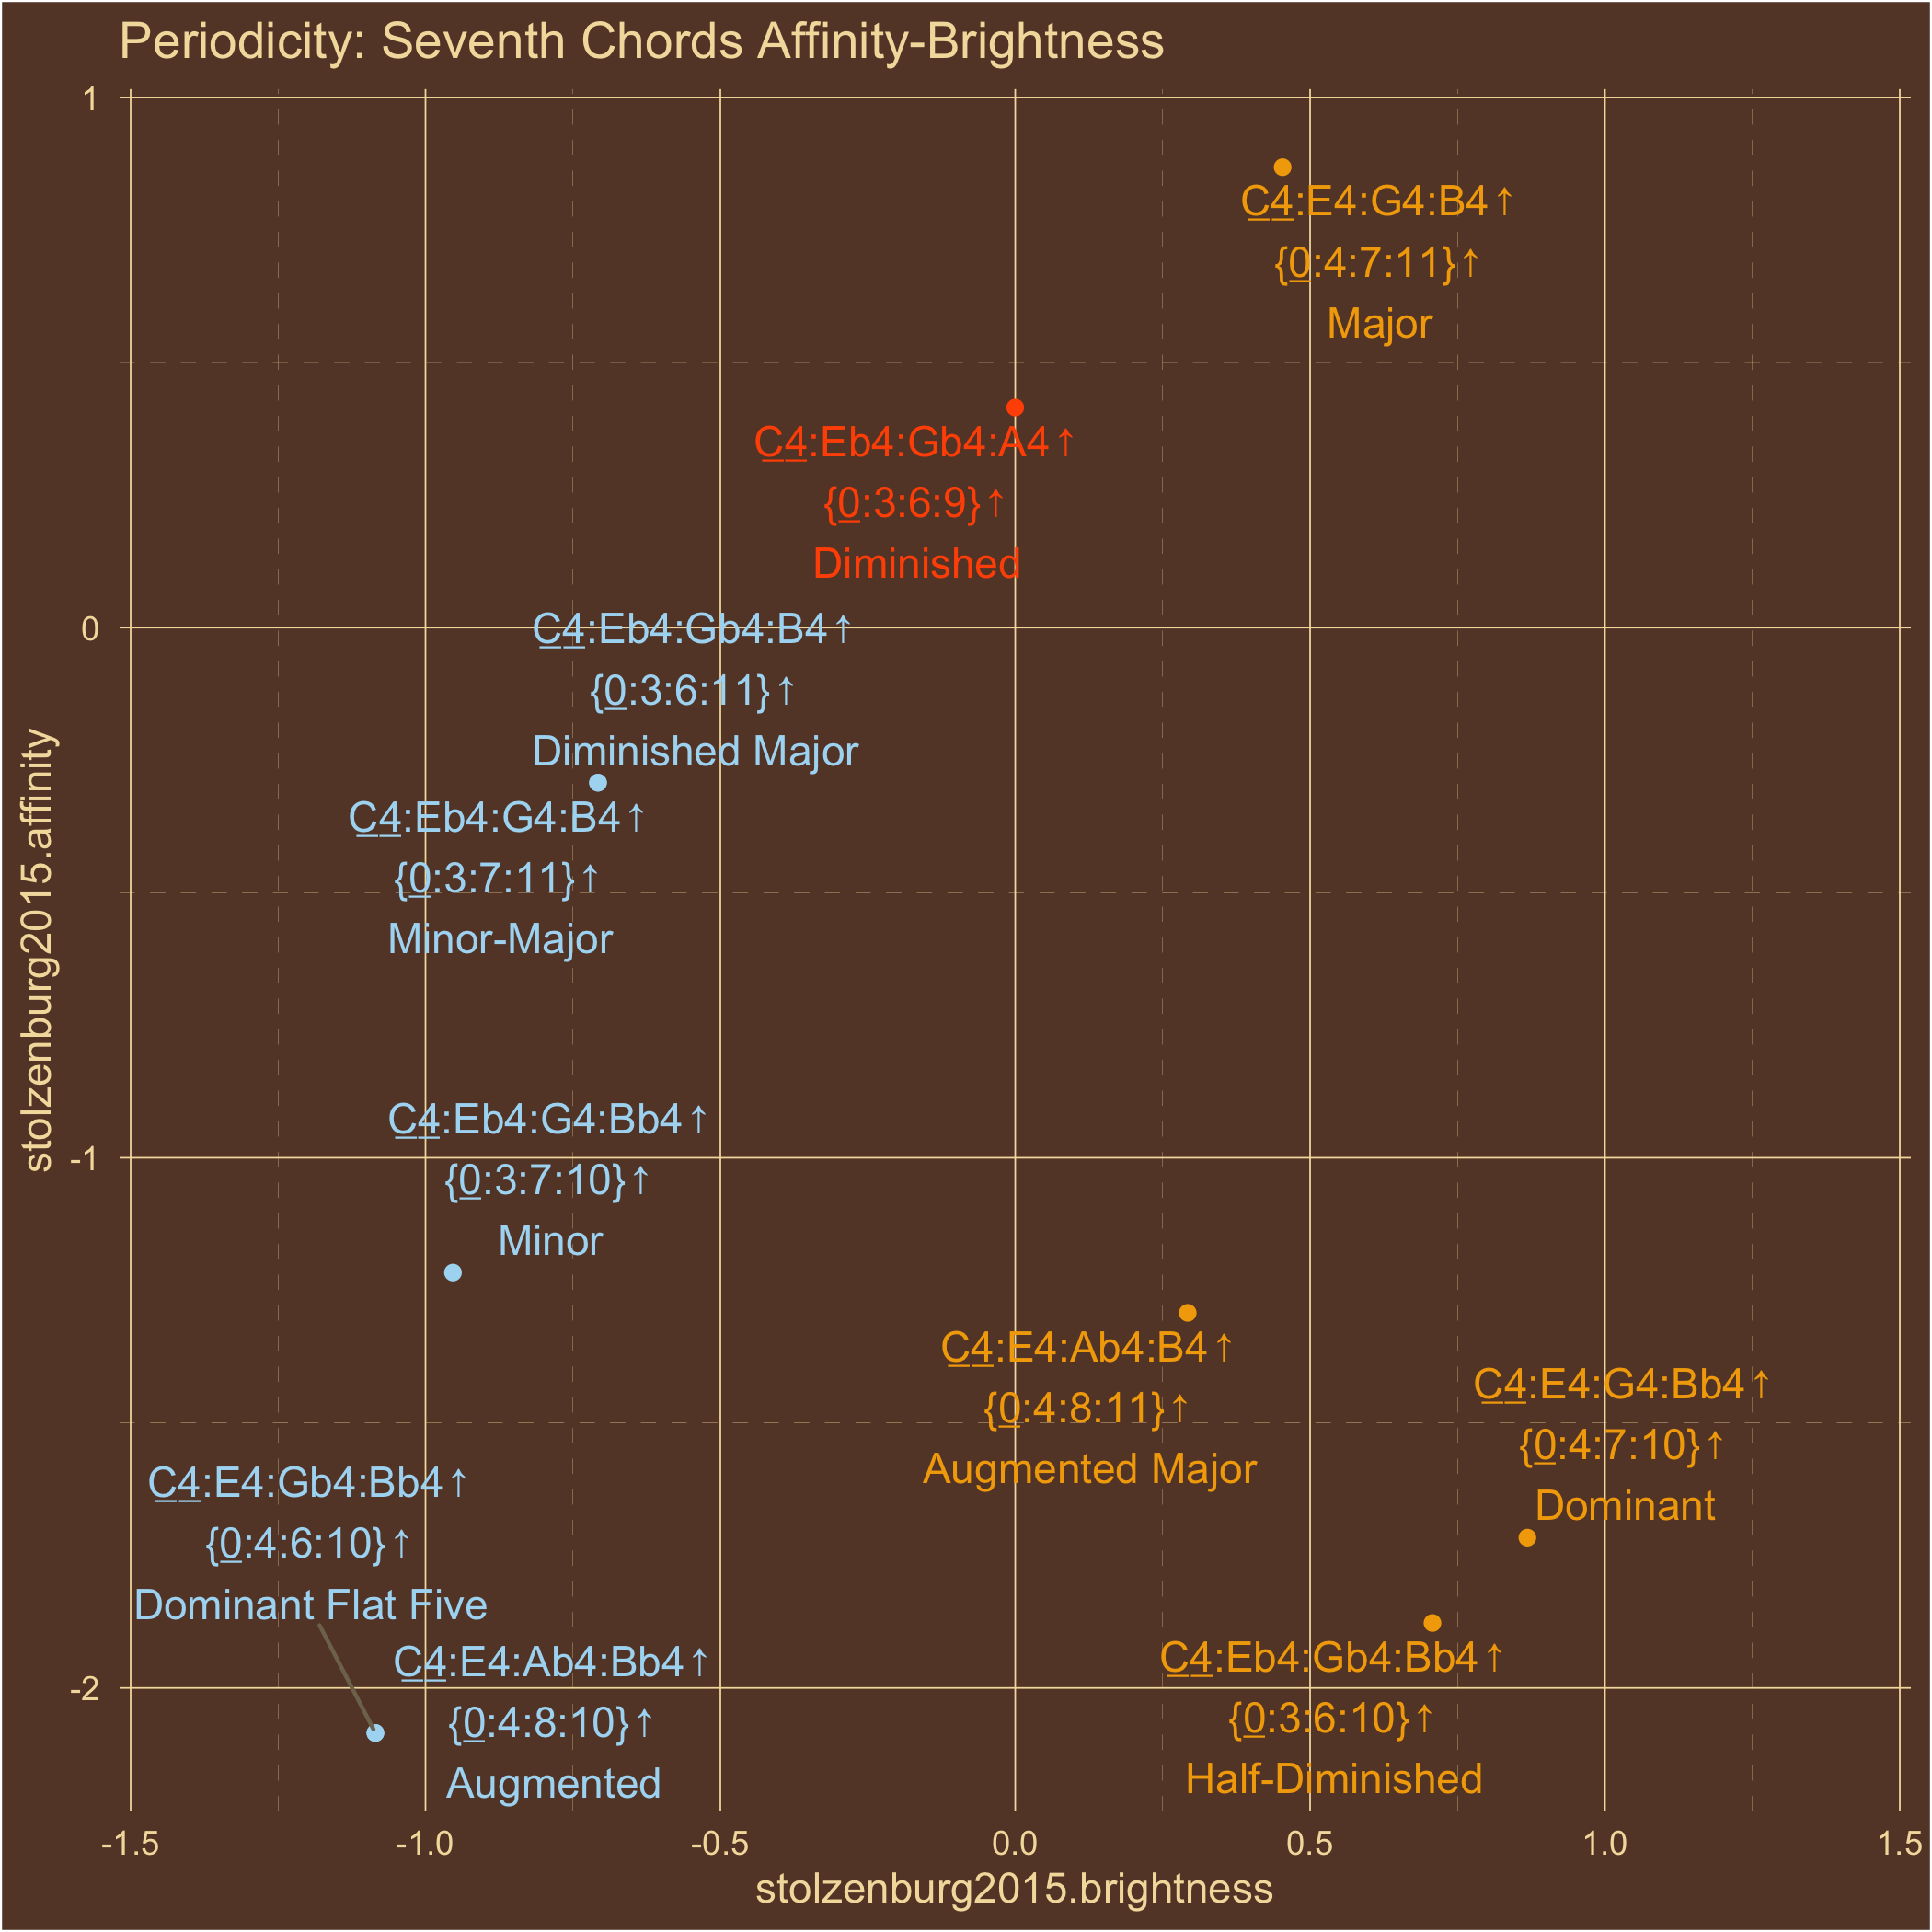 Periodicity: Seventh Chords Affinity-Brightness
stolzenburg2015.affinity
1
0
-1
-2
C4:E4:G4:B4↑
{0:4:7:11}↑
Major
C4:Eb4:Gb4:A4↑
{0:3:6:9}↑
Diminished
C4:Eb4:Gb4:B4↑
{0:3:6:11}↑
Diminished Major
C4:Eb4:G4:B4↑
{0:3:7:11}↑
Minor-Major
C4:Eb4:G4:Bb4↑
{0:3:7:10}↑
Minor
C4:E4:Ab4:B4↑
{0:4:8:11}↑
Augmented Major
C4:E4:G4:Bb4↑
{0:4:7:10}↑
Dominant
C4:E4:Gb4:Bb4↑
{0:4:6:10}↑
Dominant Flat Five
C4:E4:Ab4:Bb4↑
{0:4:8:10}↑
Augmented
C4:Eb4:Gb4:Bb4↑
{0:3:6:10}↑
Half-Diminished
-1.5 -1.0 -0.5 0.0 0.5 1.0 1.5
stolzenburg2015.brightness